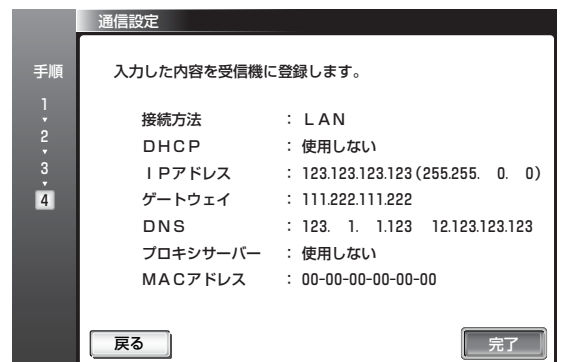 通信設定
手順
1
2
3
4
入力した内容を受信機に登録します。
接続方法 : LAN
DHCP : 使用しない
IPアドレス : 123.123.123.123(255.255. 0. 0)
ゲートウェイ : 111.222.111.222
DNS : 123. 1. 1.123 12.123.123.123
プロキシサーバー : 使用しない
MACアドレス : 00-00-00-00-00-00
戻る
完了